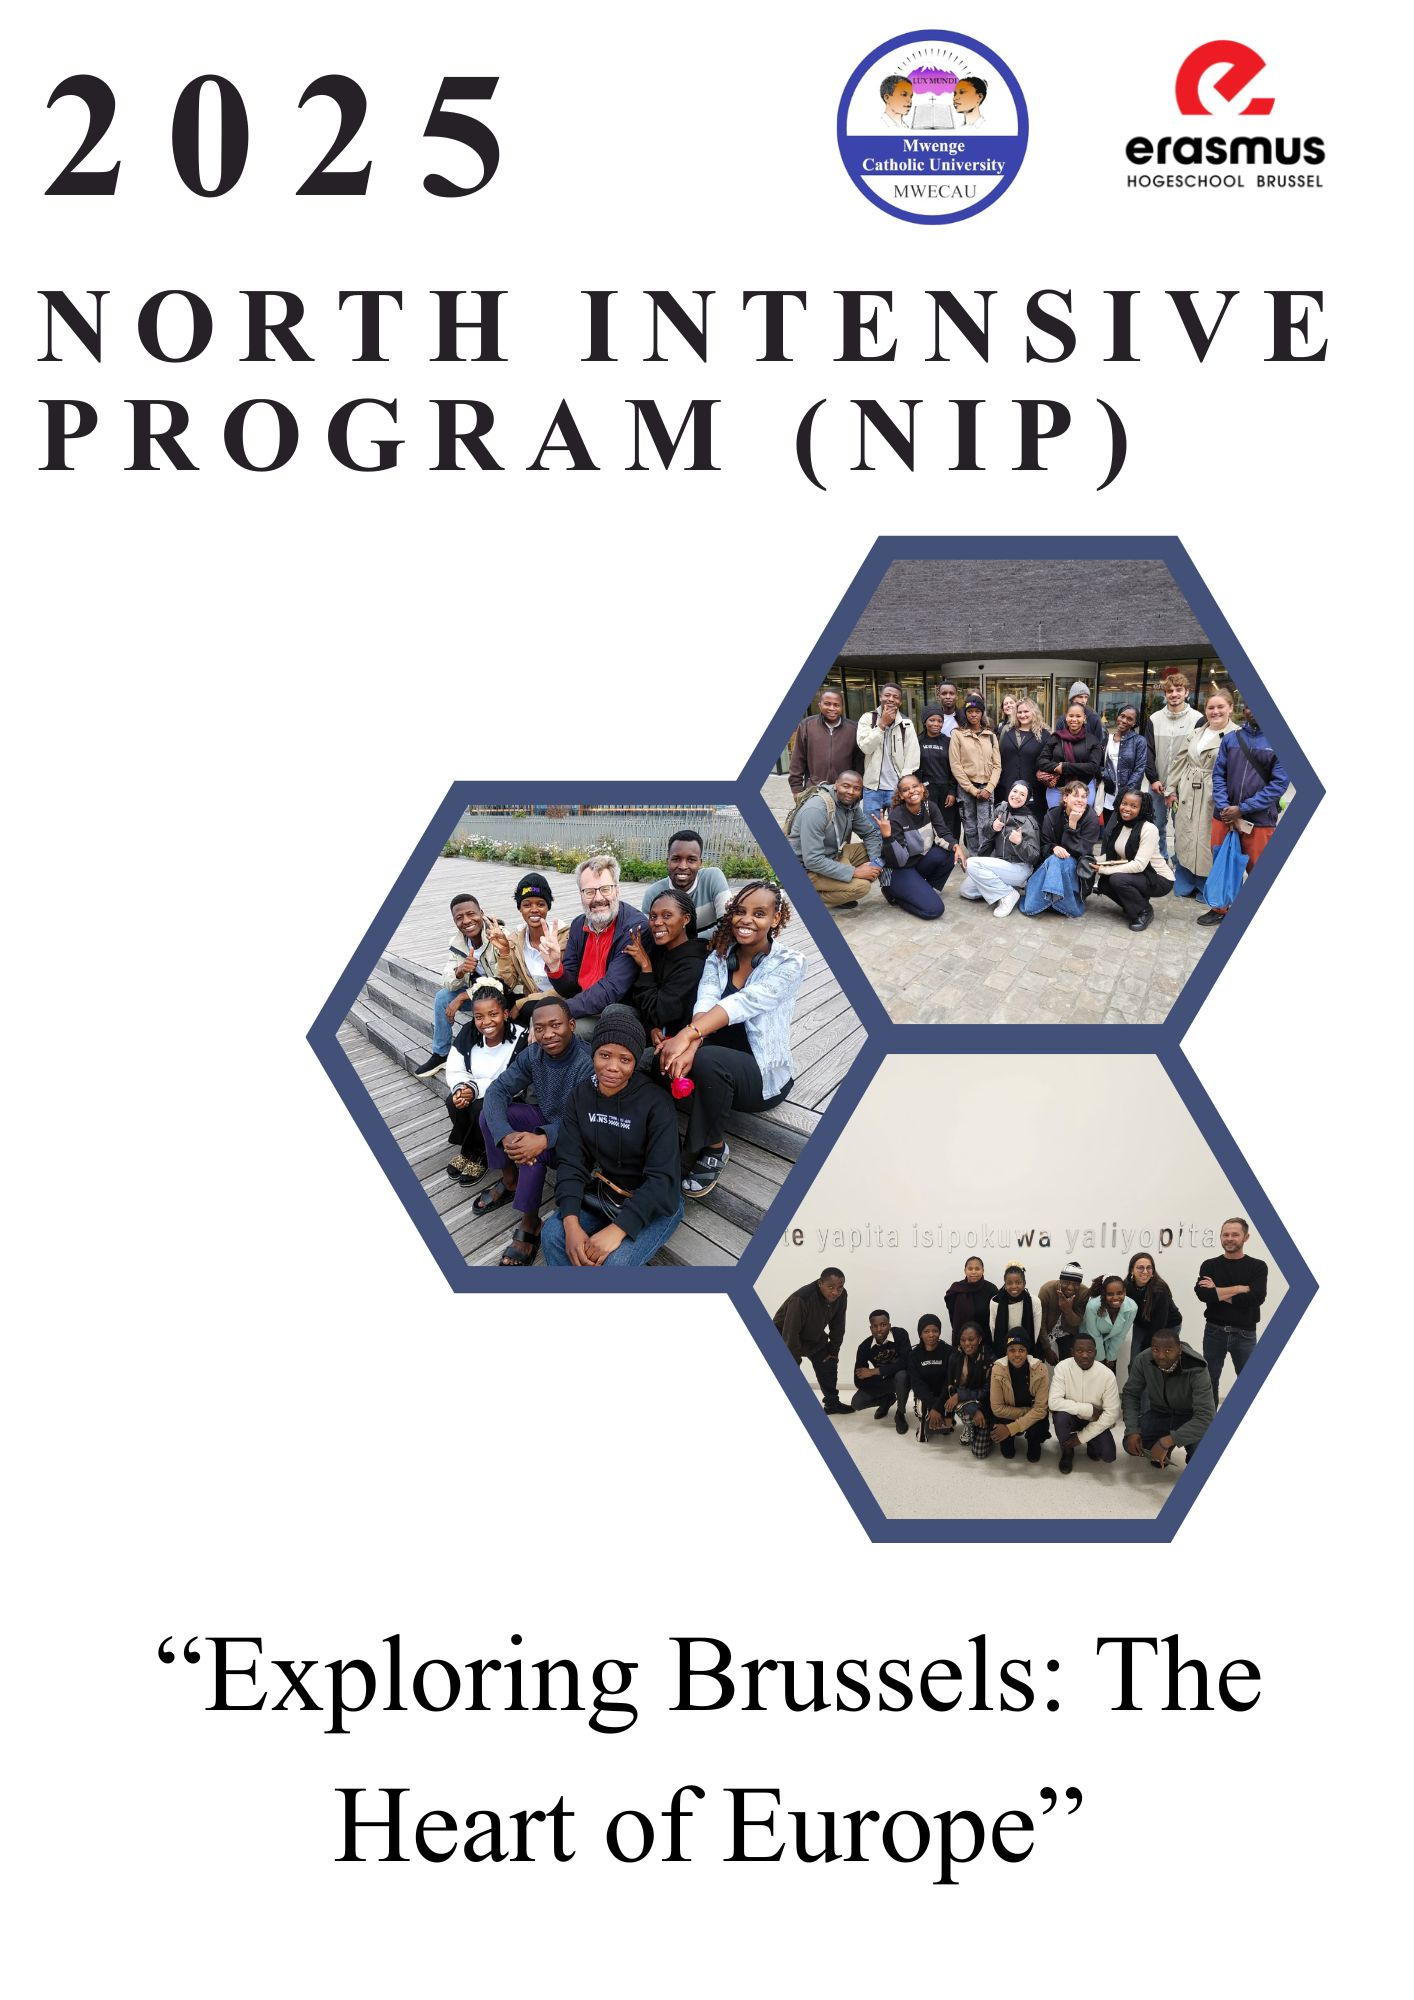 2025
LUX MUNDI
Mwenge
Catholic University
MWECAU
erasmus
HOGESCHOOL BRUSSEL
NORTH INTENSIVE
PROGRAM (NIP)
VANS
yapita isipokuwa yaliyopita
“Exploring Brussels: The
Heart of Europe”